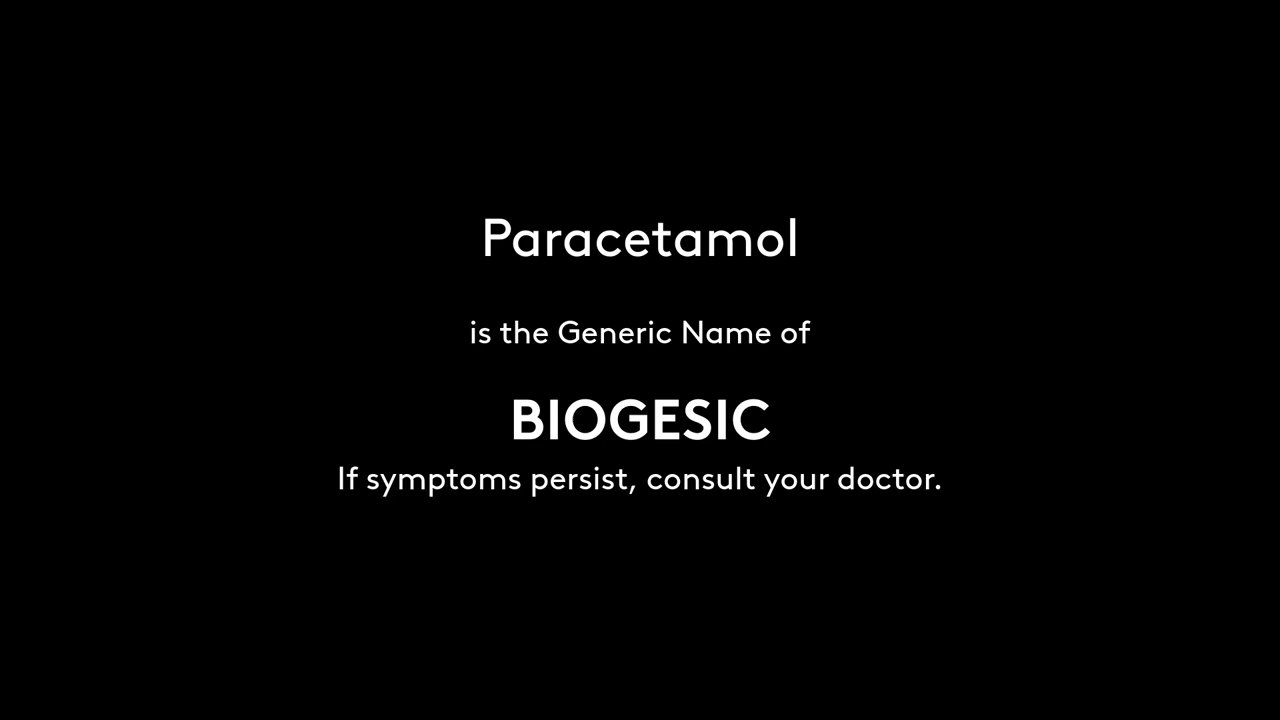 Paracetamol
is the Generic Name of
BIOGESIC
If symptoms persist, consult your doctor.